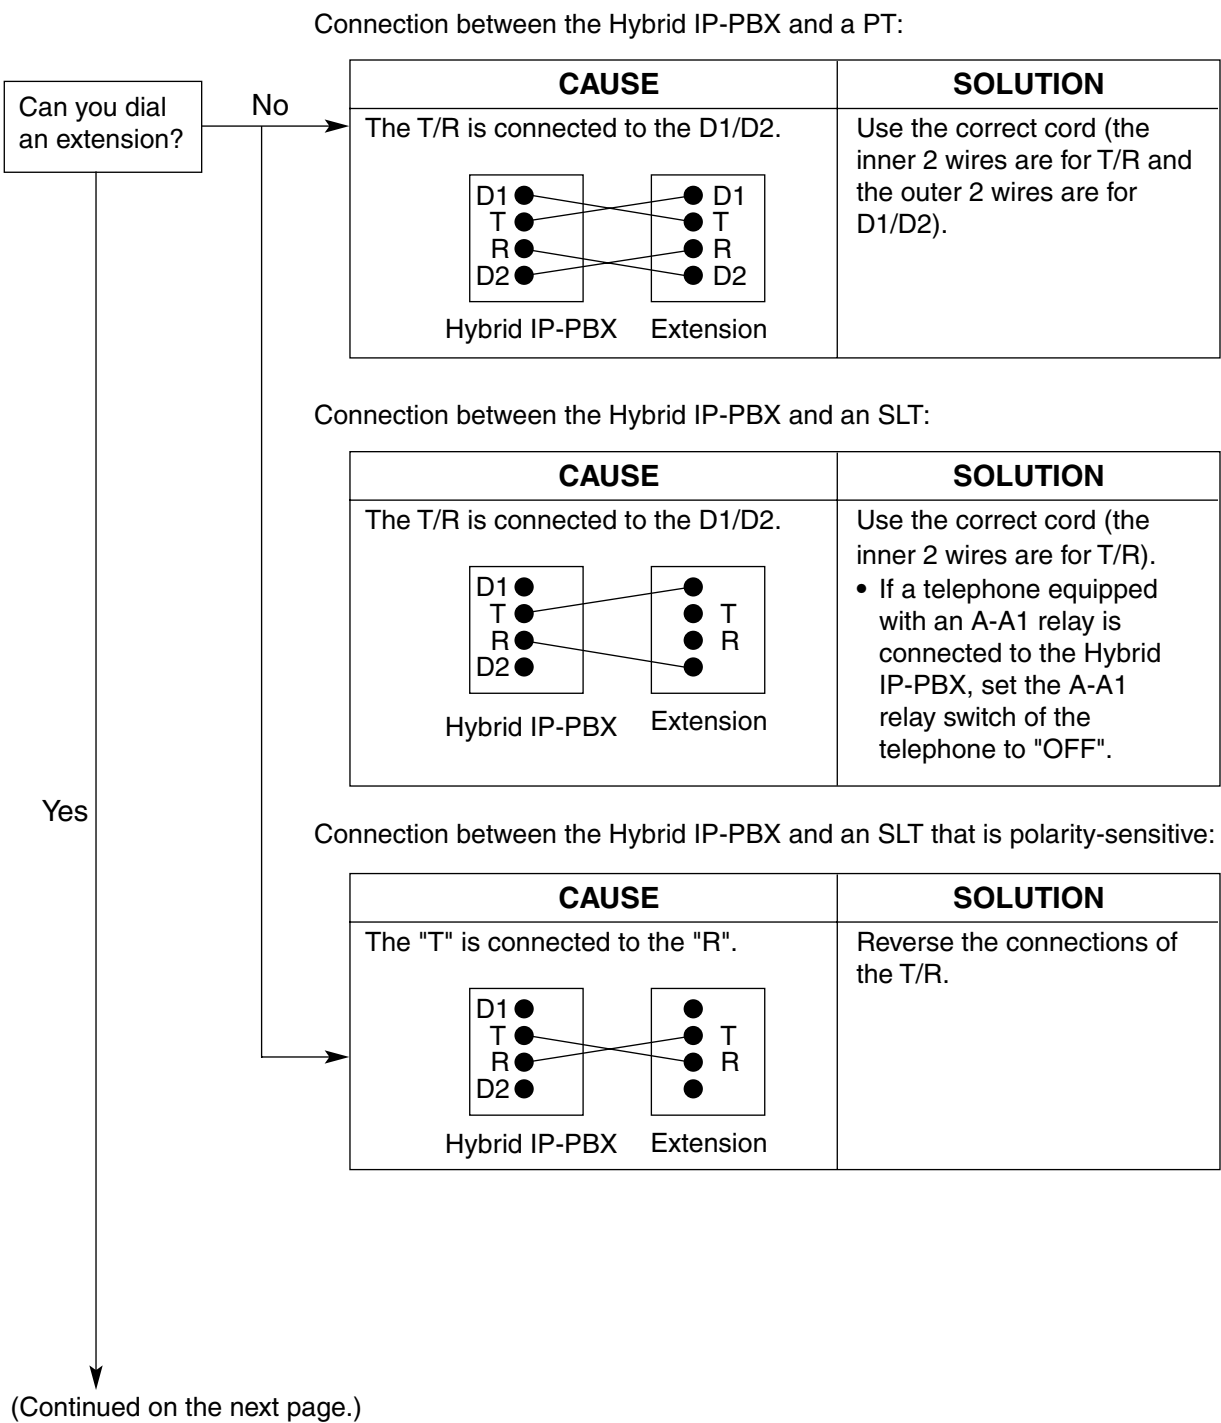 Connection between the Hybrid IP-PBX and a PT:
Can you dial
an extension?
No
CAUSE
SOLUTION
The T/R is connected to the D1/D2.
D1
T
R
D2
D1
T
R
D2
Hybrid IP-PBX
Extension
Use the correct cord (the
inner 2 wires are for T/R and
the outer 2 wires are for
D1/D2).
Connection between the Hybrid IP-PBX and an SLT:
CAUSE
SOLUTION
The T/R is connected to the D1/D2.
D1
T
R
D2
T
R
Hybrid IP-PBX
Extension
Use the correct cord (the
inner 2 wires are for T/R).
• If a telephone equipped
with an A-A1 relay is
connected to the Hybrid
IP-PBX, set the A-A1
relay switch of the
telephone to "OFF".
Yes
Connection between the Hybrid IP-PBX and an SLT that is polarity-sensitive:
CAUSE
SOLUTION
The "T" is connected to the "R".
D1
T
R
D2
T
R
Hybrid IP-PBX
Extension
Reverse the connections of
the T/R.
(Continued on the next page.)